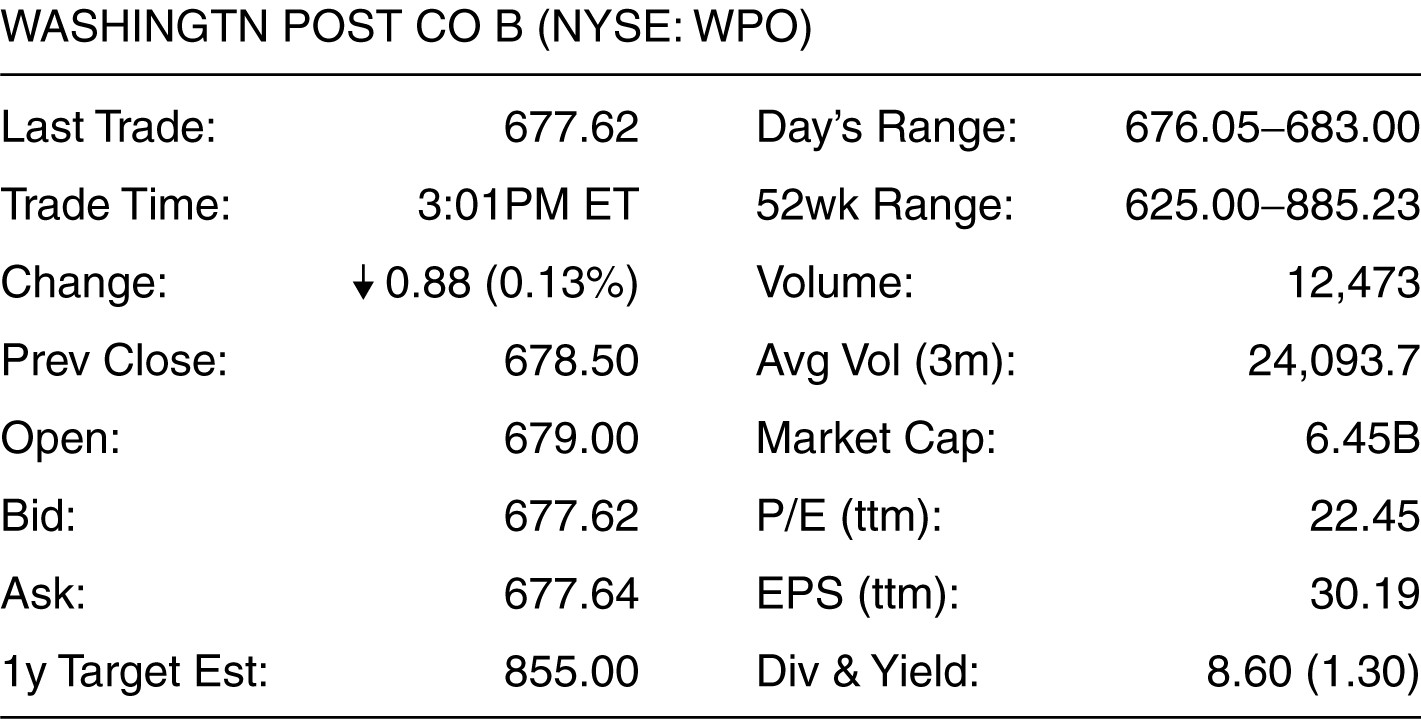 WASHINGTN POST CO B (NYSE: WPO)
Last Trade: 677.62 Day’s Range: 676.05–683.00
Trade Time: 3:01PM ET 52wk Range: 625.00–885.23
Change: ↓ 0.88 (0.13%) Volume: 12,473
Prev Close: 678.50 Avg Vol (3m): 24,093.7
Open: 679.00 Market Cap: 6.45B
Bid: 677.62 P/E (ttm): 22.45
Ask: 677.64 EPS (ttm): 30.19
1y Target Est: 855.00 Div & Yield: 8.60 (1.30)